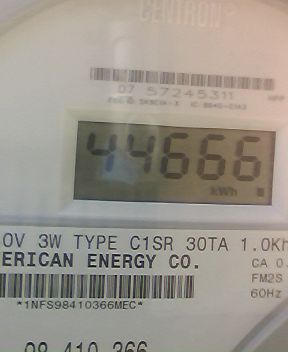 CENTRON®
07 57245311
44666
kWh
0V 3W TYPE C1SR 30TA 1.0Kh
ERICAN ENERGY CO.
CA 0.
FM2S
60Hz
*1NFS98410366MEC*
98 410 366